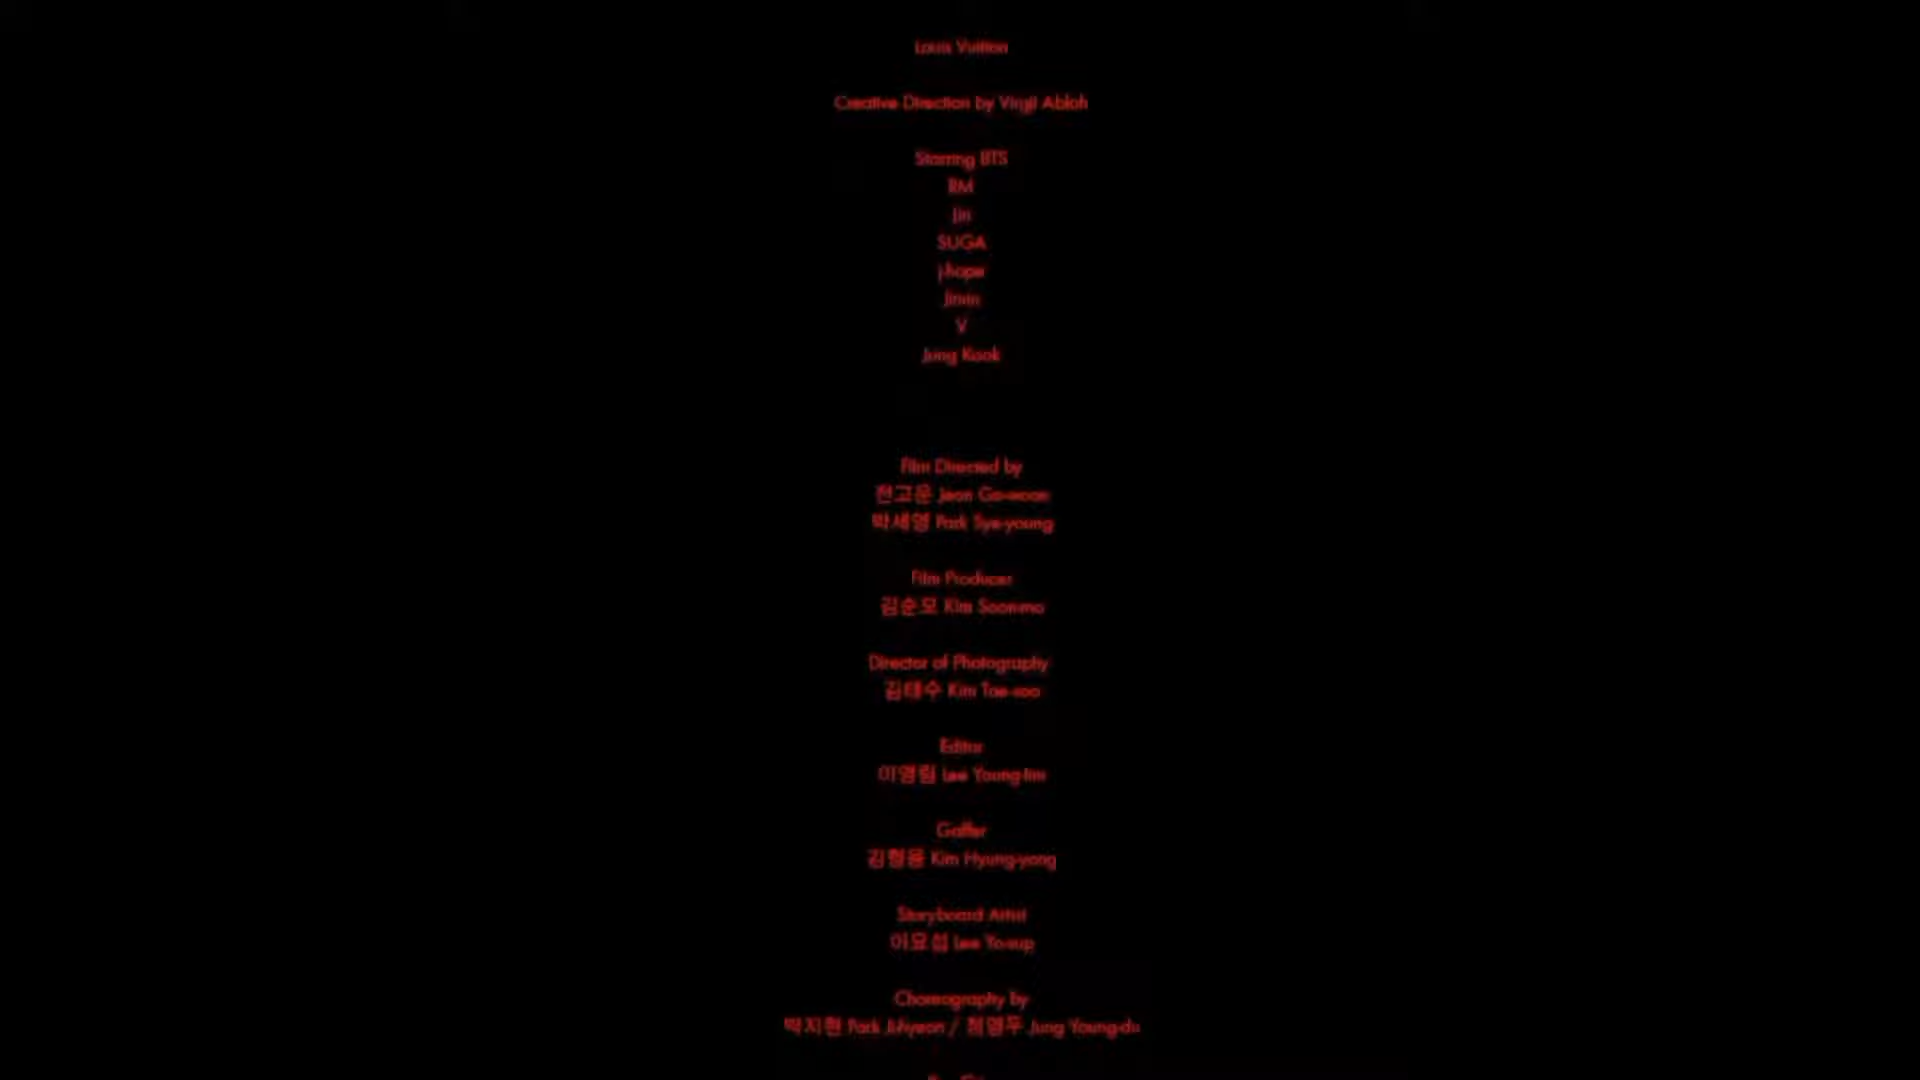 Louis Vuitton
Creative Direction by Virgil Abloh
Starring BTS
RM
Jin
SUGA
j-hope
Jimin
V
Jung Kook
Film Directed by
전고운 Jeon Go-woon
박세영 Park Sye-young
Film Producer
김순모 Kim Soon-mo
Director of Photography
김태수 Kim Tae-soo
Editor
이영림 Lee Young-lim
Gaffer
김형용 Kim Hyung-yong
Storyboard Artist
이요섭 Lee Yo-sup
Choreography by
박지현 Park Ji-hyeon / 정영두 Jung Young-du